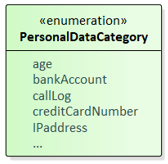 «enumeration»
PersonalDataCategory
age
bankAccount
callLog
creditCardNumber
IPaddress
...